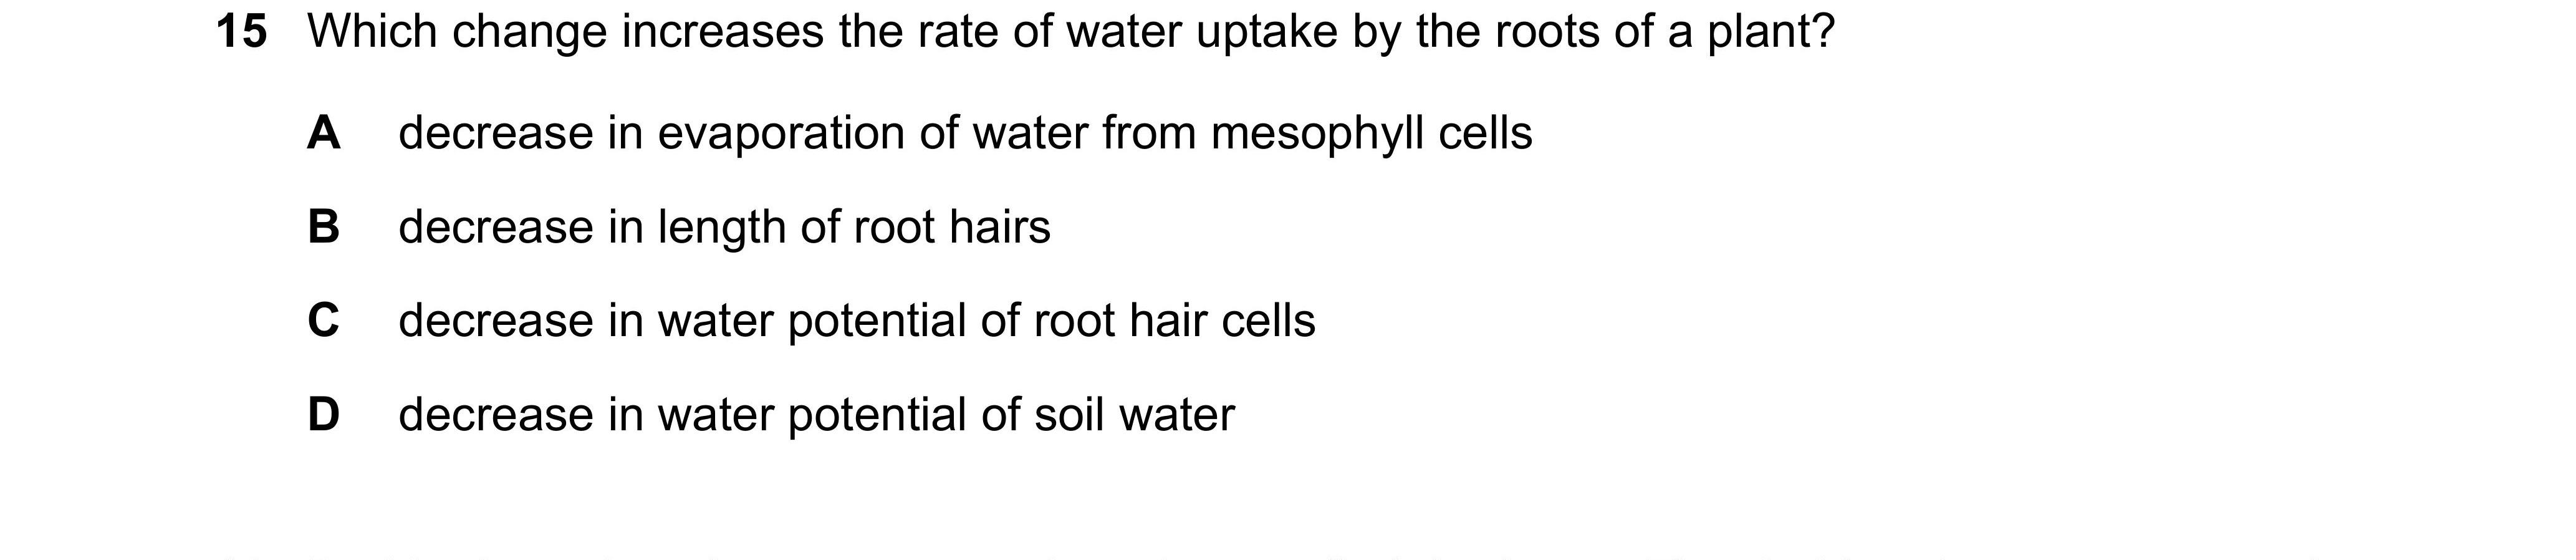 15 Which change increases the rate of water uptake by the roots of a plant?
A decrease in evaporation of water from mesophyll cells
B decrease in length of root hairs
C decrease in water potential of root hair cells
D decrease in water potential of soil water